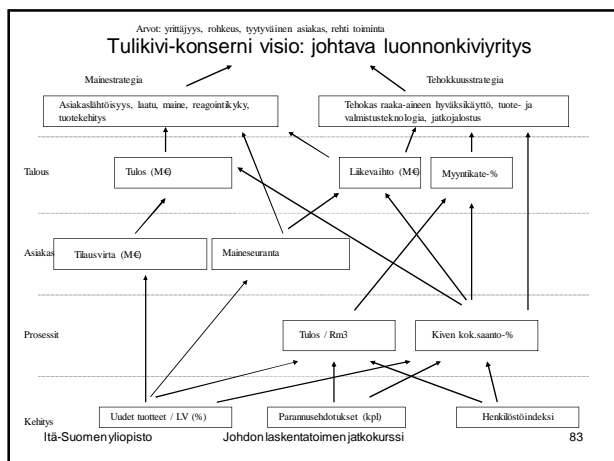 Arvot: yrittäjyys, rohkeus, tyytyväinen asiakas, rehti toiminta
Tulikivi-konserni visio: johtava luonnonkiviyritys
Mainestrategia
Tehokkuusstrategia
Asiakaslähtöisyys, laatu, maine, reagointikyky,
tuotekehitys
Tehokas raaka-aineen hyväksikäyttö, tuote- ja
valmistusteknologia, jatkojalostus
Talous
Tulos (M€)
Liikevaihto (M€)
Myyntikate-%
Asiakas
Tilausvirta (M€)
Maineseuranta
Prosessit
Tulos / Rm3
Kiven kok.saanto-%
Kehitys
Uudet tuotteet / LV (%)
Parannusehdotukset (kpl)
Henkilöstöindeksi
Itä-Suomen yliopisto
Johdon laskentatoimen jatkokurssi
83